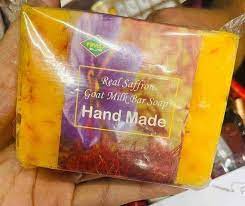 Real Saffron
Goat Milk Bar Soap
Hand Made